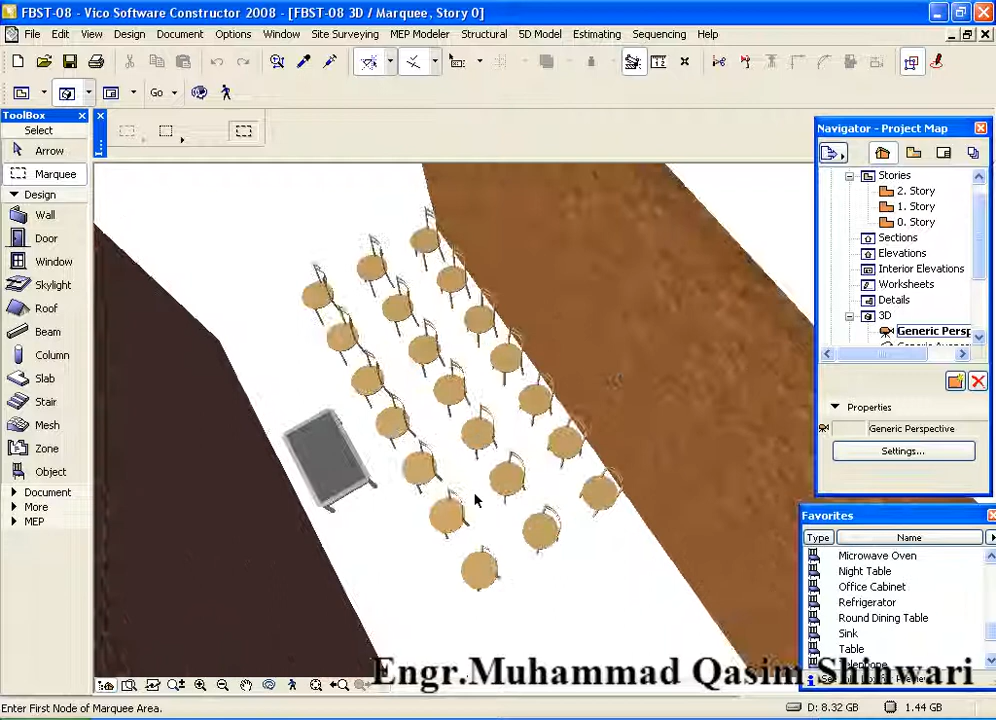 FBST-08 - Vico Software Constructor 2008 - [FBST-08 3D / Marquee, Story 0]
File Edit View Design Document Options Window Site Surveying MEP Modeler Structural 5D Model Estimating Sequencing Help
Go
ToolBox
Select
Arrow
Marquee
Design
Wall
Door
Window
Skylight
Roof
Beam
Column
Slab
Stair
Mesh
Zone
Object
Document
More
MEP
Navigator - Project Map
Stories
2. Story
1. Story
0. Story
Sections
Elevations
Interior Elevations
Worksheets
Details
3D
Generic Persp
Properties
Generic Perspective
Settings...
Favorites
Type Name
Microwave Oven
Night Table
Office Cabinet
Refrigerator
Round Dining Table
Sink
Table
Engr.Muhammad Qasim Shinwari
Enter First Node of Marquee Area.
D: 8.32 GB 1.44 GB